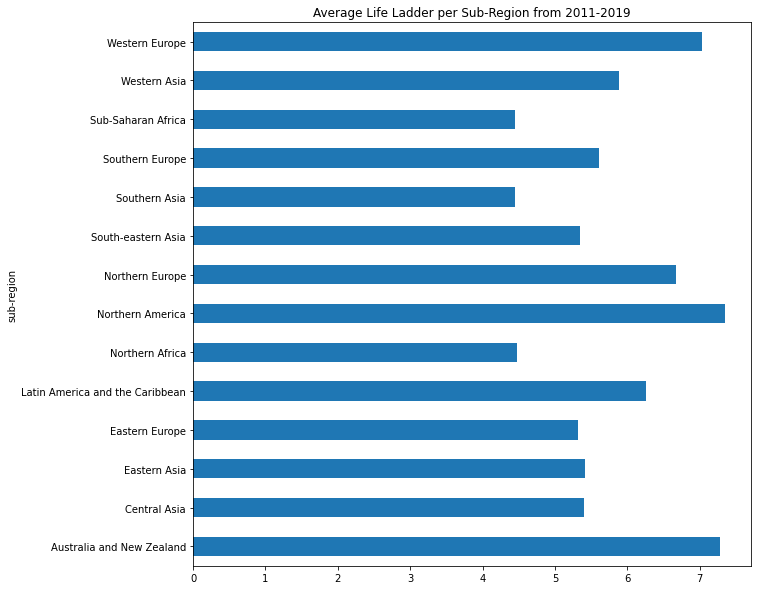 Average Life Ladder per Sub-Region from 2011-2019
sub-region
Western Europe
Western Asia
Sub-Saharan Africa
Southern Europe
Southern Asia
South-eastern Asia
Northern Europe
Northern America
Northern Africa
Latin America and the Caribbean
Eastern Europe
Eastern Asia
Central Asia
Australia and New Zealand
0 1 2 3 4 5 6 7